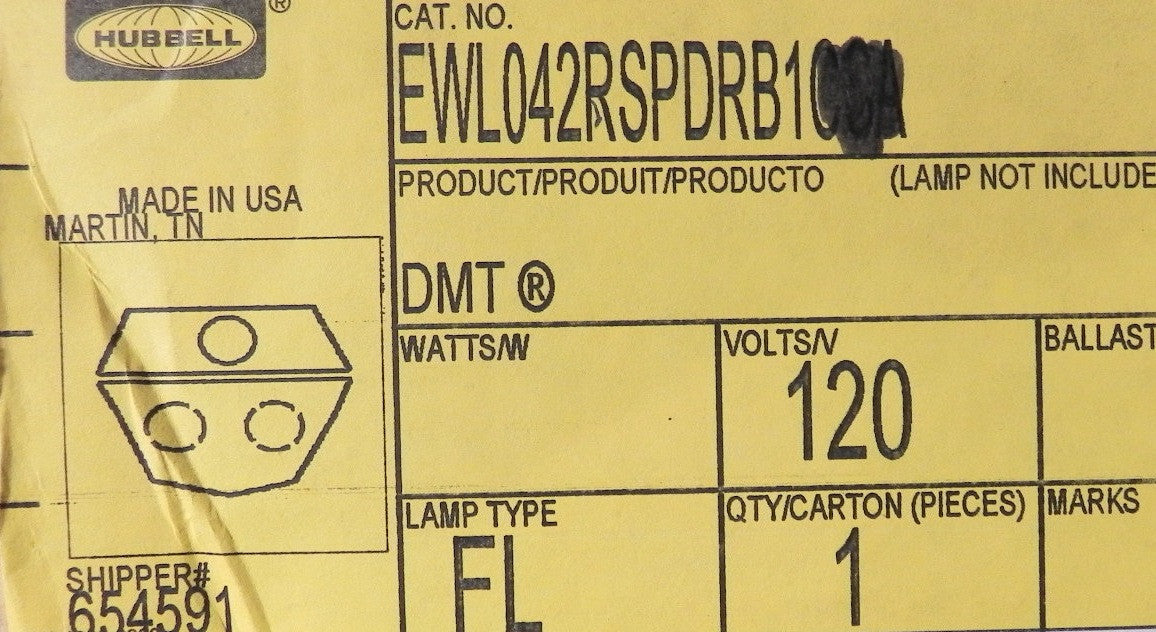 HUBBELL ®
CAT. NO.
EWL042RSPDRB1
MADE IN USA
MARTIN, TN
PRODUCT/PRODUIT/PRODUCTO (LAMP NOT INCLUDE
DMT ®
WATTS/W
VOLTS/V
BALLAST
120
LAMP TYPE
QTY/CARTON (PIECES)
MARKS
FL
1
SHIPPER#
654591